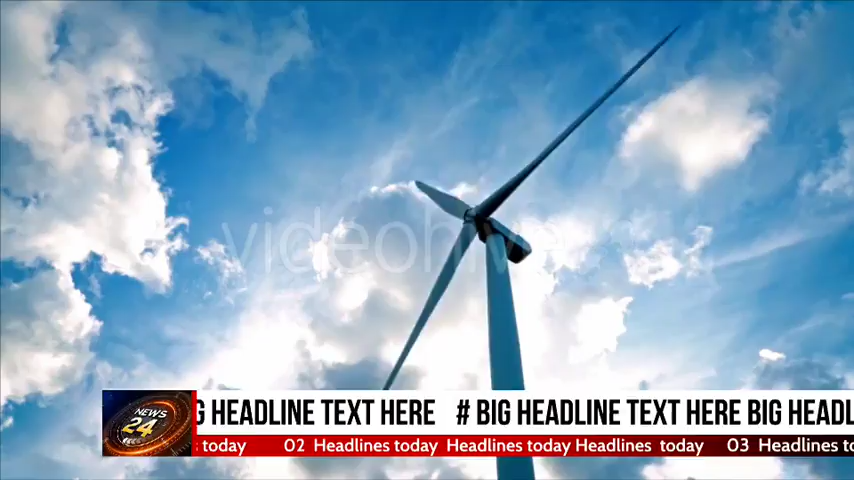 videohive
NEWS
24
G HEADLINE TEXT HERE # BIG HEADLINE TEXT HERE BIG HEADL
s today 02 Headlines today Headlines today Headlines today 03 Headlines to